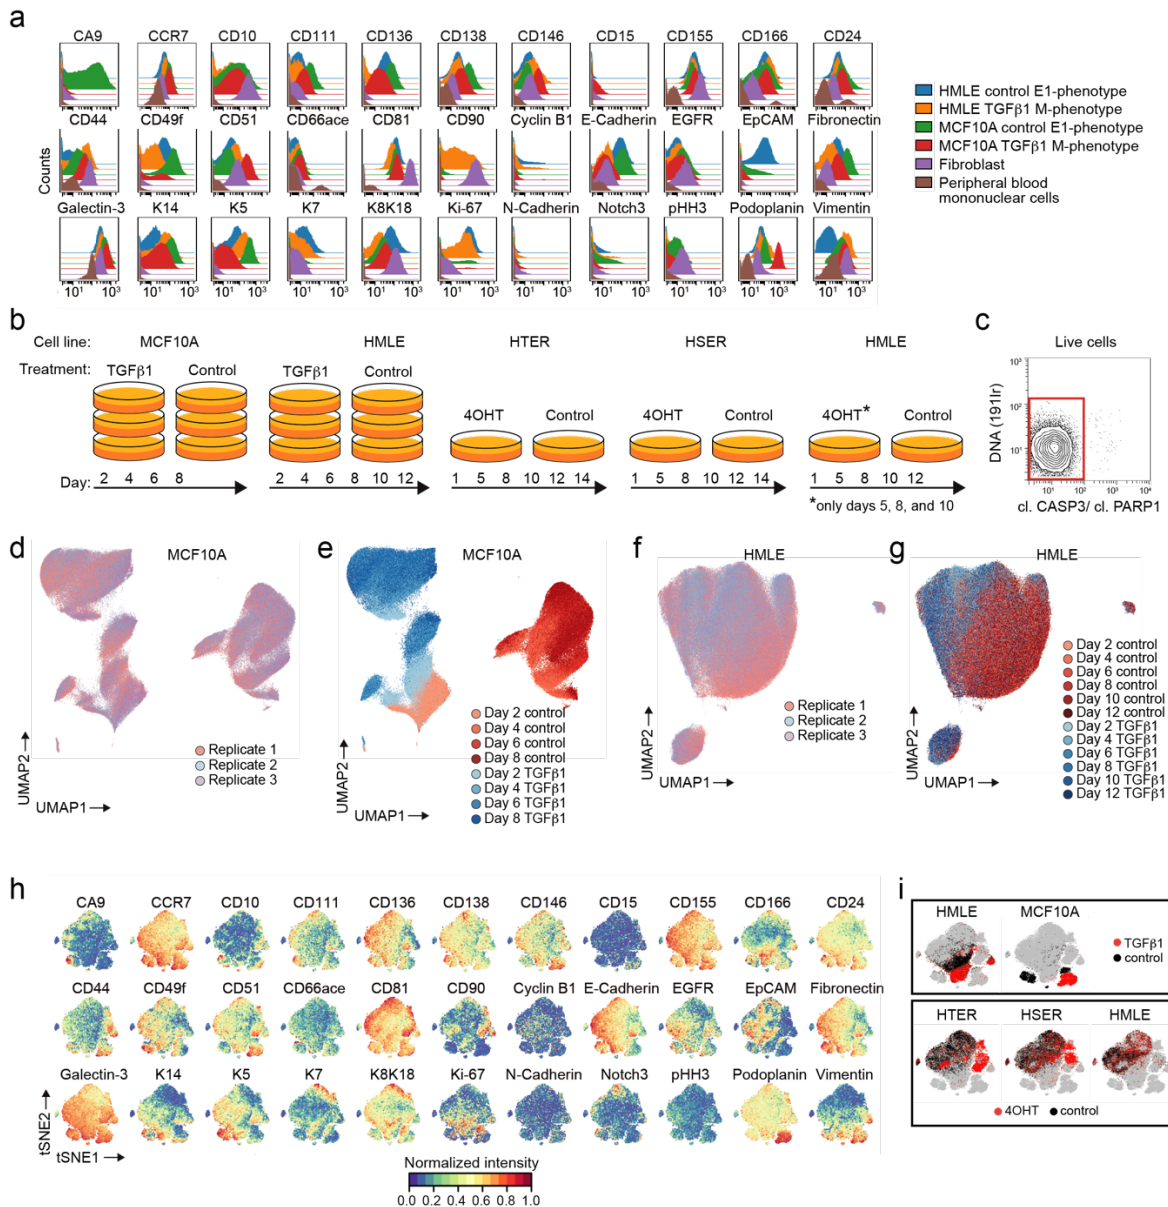 a
CA9 CCR7 CD10 CD111 CD136 CD138 CD146 CD15 CD155 CD166 CD24
CD44 CD49f CD51 CD66ace CD81 CD90 Cyclin B1 E-Cadherin EGFR EpCAM Fibronectin
Counts
Galectin-3 K14 K5 K7 K8K18 Ki-67 N-Cadherin Notch3 pHH3 Podoplanin Vimentin
10¹ 10³ 10¹ 10³ 10¹ 10³ 10¹ 10³ 10¹ 10³ 10¹ 10³ 10¹ 10³ 10¹ 10³ 10¹ 10³ 10¹ 10³ 10¹ 10³
HMLE control E1-phenotype
HMLE TGFβ1 M-phenotype
MCF10A control E1-phenotype
MCF10A TGFβ1 M-phenotype
Fibroblast
Peripheral blood
mononuclear cells
b
Cell line: MCF10A HMLE HTER HSER HMLE
Treatment: TGFβ1 Control TGFβ1 Control 4OHT Control 4OHT Control 4OHT* Control
Day: 2 4 6 8 2 4 6 8 10 12 1 5 8 10 12 14 1 5 8 10 12 14 1 5 8 10 12
*only days 5, 8, and 10
c
Live cells
DNA (191Ir)
10³
10²
10¹
10¹ 10² 10³ 10⁴
cl. CASP3/ cl. PARP1
d
MCF10A
Replicate 1
Replicate 2
Replicate 3
UMAP2
UMAP1
e
MCF10A
Day 2 control
Day 4 control
Day 6 control
Day 8 control
Day 2 TGFβ1
Day 4 TGFβ1
Day 6 TGFβ1
Day 8 TGFβ1
UMAP2
UMAP1
f
HMLE
Replicate 1
Replicate 2
Replicate 3
UMAP2
UMAP1
g
HMLE
Day 2 control
Day 4 control
Day 6 control
Day 8 control
Day 10 control
Day 12 control
Day 2 TGFβ1
Day 4 TGFβ1
Day 6 TGFβ1
Day 8 TGFβ1
Day 10 TGFβ1
Day 12 TGFβ1
UMAP2
UMAP1
h
CA9 CCR7 CD10 CD111 CD136 CD138 CD146 CD15 CD155 CD166 CD24
CD44 CD49f CD51 CD66ace CD81 CD90 Cyclin B1 E-Cadherin EGFR EpCAM Fibronectin
Galectin-3 K14 K5 K7 K8K18 Ki-67 N-Cadherin Notch3 pHH3 Podoplanin Vimentin
tSNE2
tSNE1
Normalized intensity
0.0 0.2 0.4 0.6 0.8 1.0
i
HMLE MCF10A
TGFβ1
control
HTER HSER HMLE
4OHT control